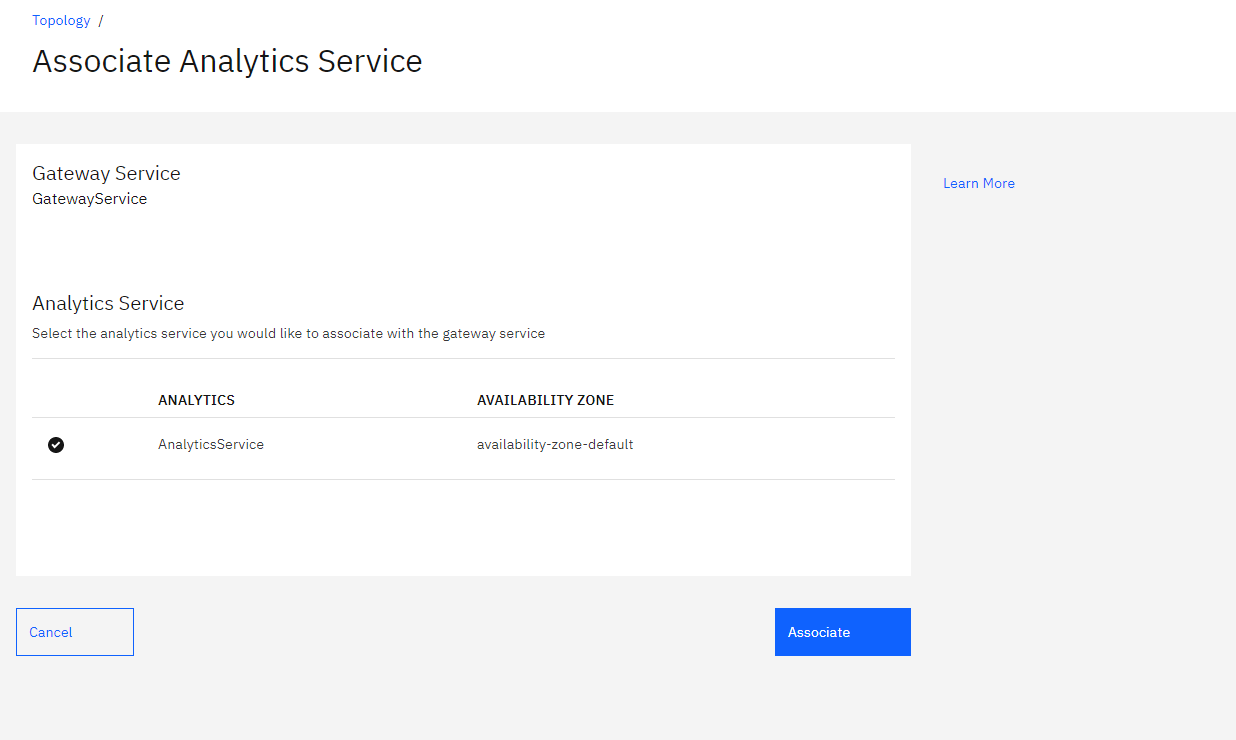 Topology /
Associate Analytics Service
Gateway Service
GatewayService
Learn More
Analytics Service
Select the analytics service you would like to associate with the gateway service
ANALYTICS AVAILABILITY ZONE
AnalyticsService availability-zone-default
Cancel Associate